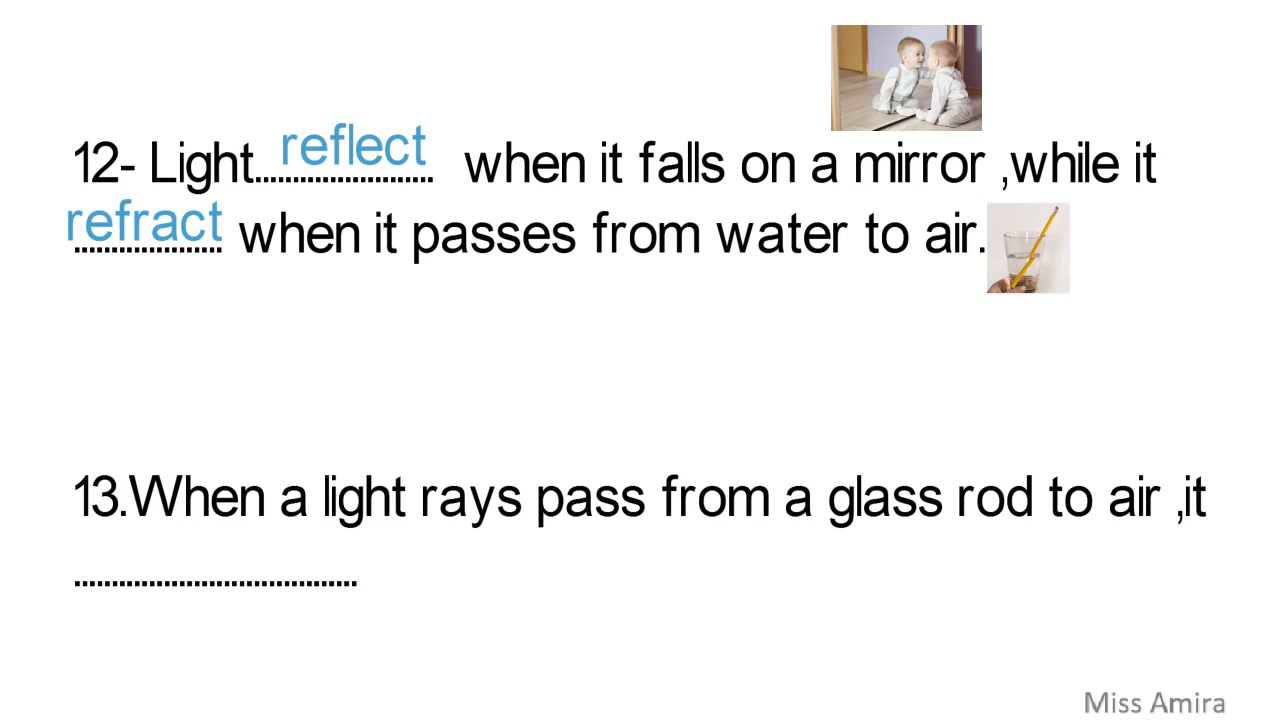 12- Light reflect when it falls on a mirror ,while it
refract when it passes from water to air.
13.When a light rays pass from a glass rod to air ,it
......................................
Miss Amira